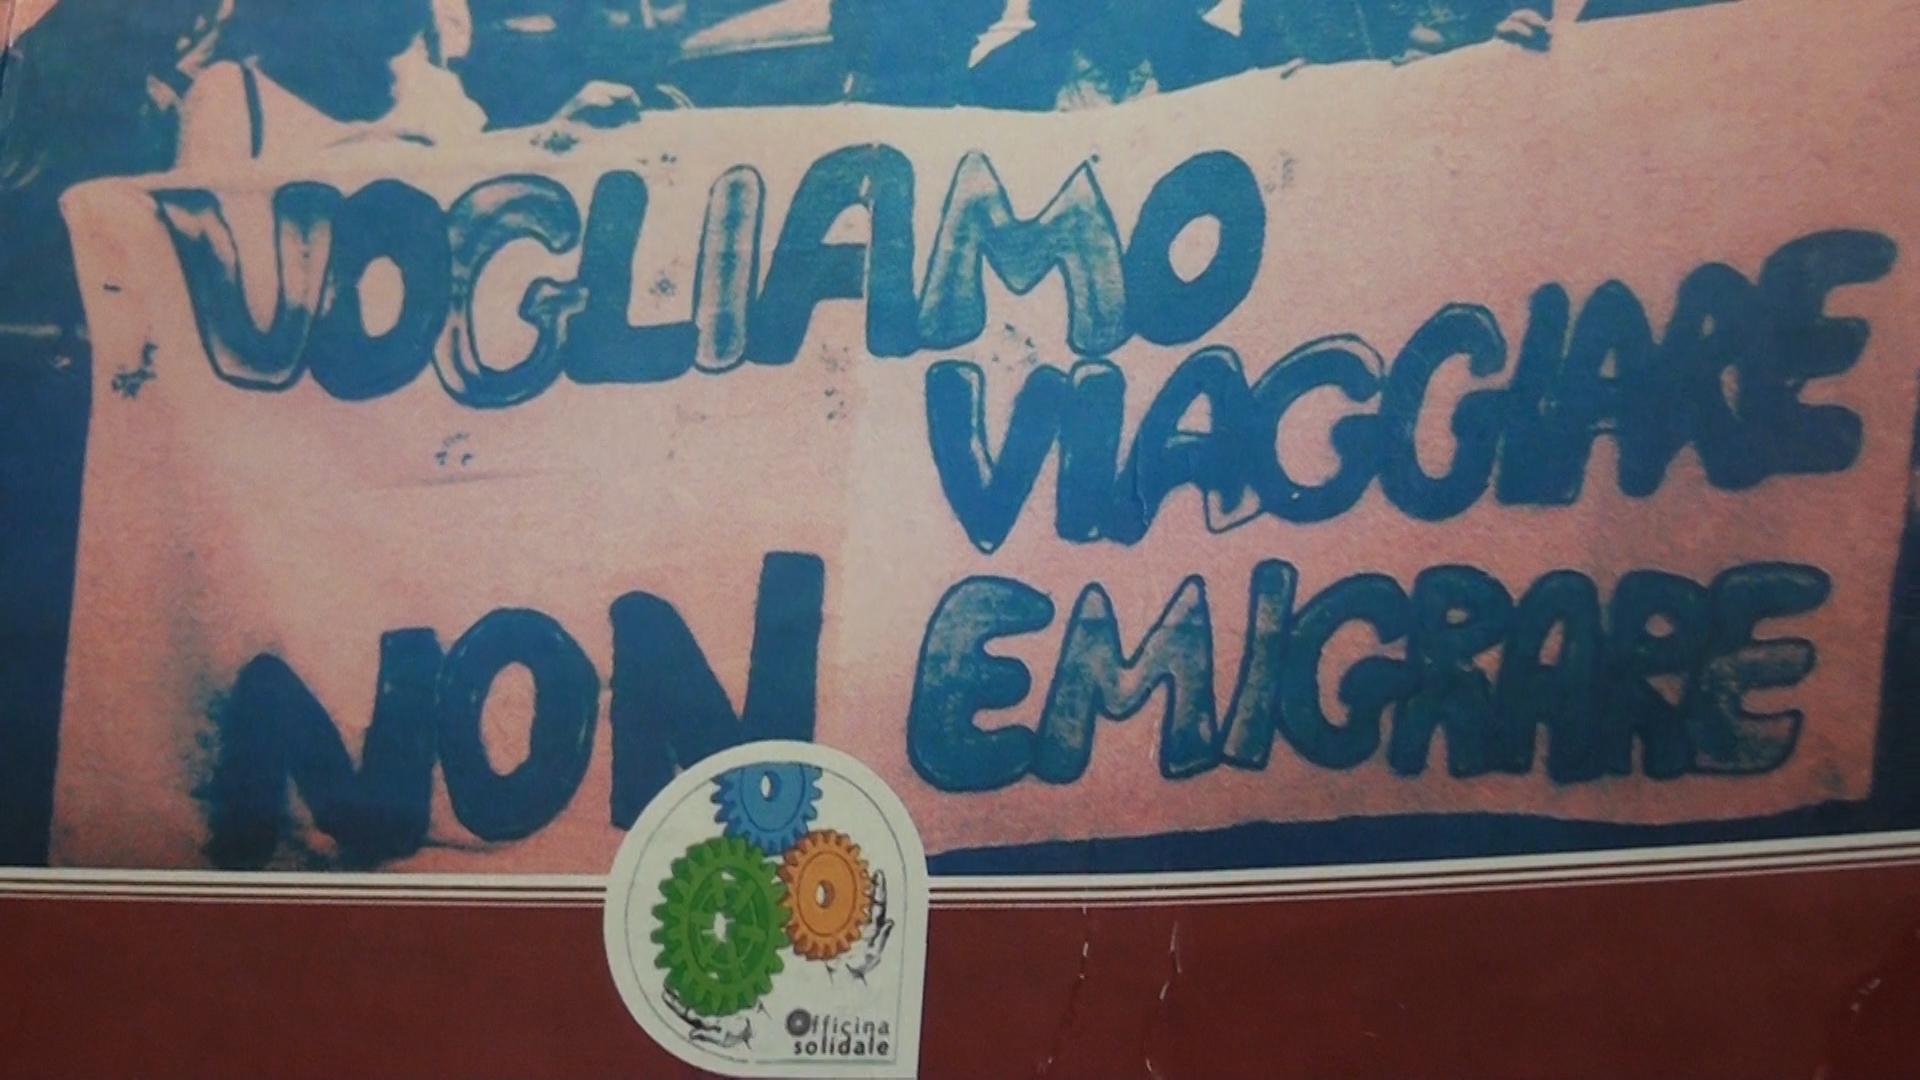 VOGLIAMO
VIAGGIARE
NON EMIGRARE
Officina
solidale